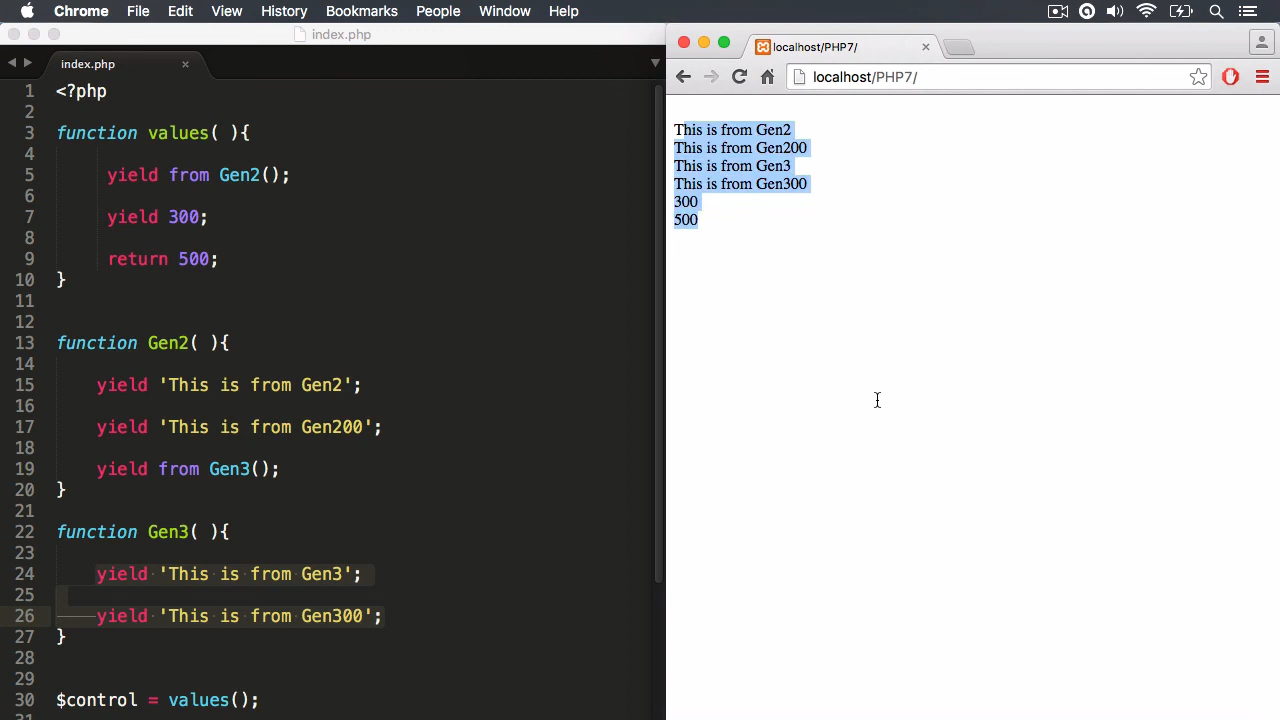 Chrome File Edit View History Bookmarks People Window Help
index.php
index.php
1 <?php
2
3 function values( ){
4
5 yield from Gen2();
6
7 yield 300;
8
9 return 500;
10 }
11
12
13 function Gen2( ){
14
15 yield 'This is from Gen2';
16
17 yield 'This is from Gen200';
18
19 yield from Gen3();
20 }
21
22 function Gen3( ){
23
24 yield 'This is from Gen3';
25
26 yield 'This is from Gen300';
27 }
28
29
30 $control = values();
31
localhost/PHP7/
localhost/PHP7/
This is from Gen2
This is from Gen200
This is from Gen3
This is from Gen300
300
500